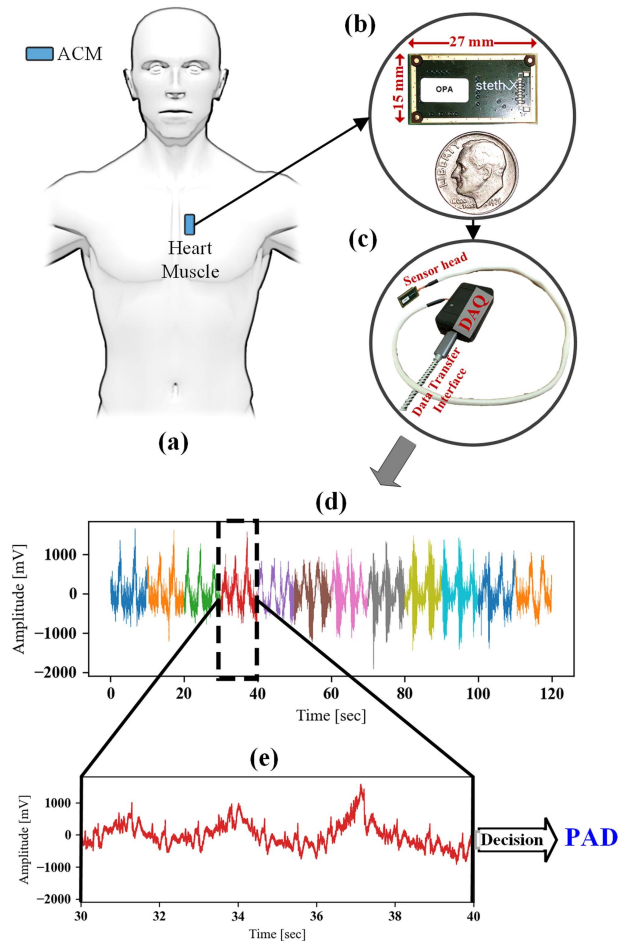 ACM
Heart
Muscle
(a)
(b)
27 mm
15 mm
OPA
steth.X
LIBERTY
(c)
Sensor head
DAQ
Data Transfer
Interface
(d)
Amplitude [mV]
1000
0
−1000
−2000
0
20
40
60
80
100
120
Time [sec]
(e)
Amplitude [mV]
1000
0
−1000
−2000
30
32
34
36
38
40
Time [sec]
Decision
PAD